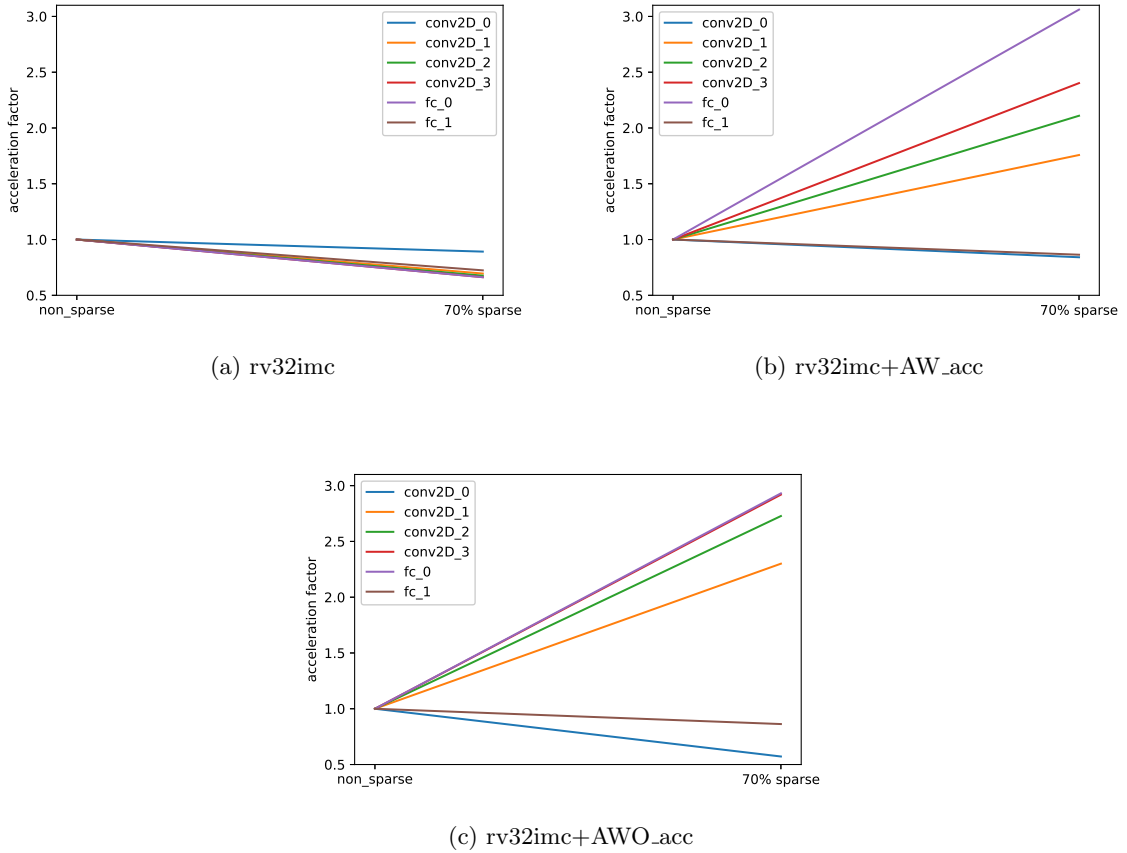 3.0
2.5
2.0
1.5
1.0
0.5
acceleration factor
conv2D_0
conv2D_1
conv2D_2
conv2D_3
fc_0
fc_1
non_sparse
70% sparse
(a) rv32imc
3.0
2.5
2.0
1.5
1.0
0.5
acceleration factor
conv2D_0
conv2D_1
conv2D_2
conv2D_3
fc_0
fc_1
non_sparse
70% sparse
(b) rv32imc+AW_acc
3.0
2.5
2.0
1.5
1.0
0.5
acceleration factor
conv2D_0
conv2D_1
conv2D_2
conv2D_3
fc_0
fc_1
non_sparse
70% sparse
(c) rv32imc+AWO_acc